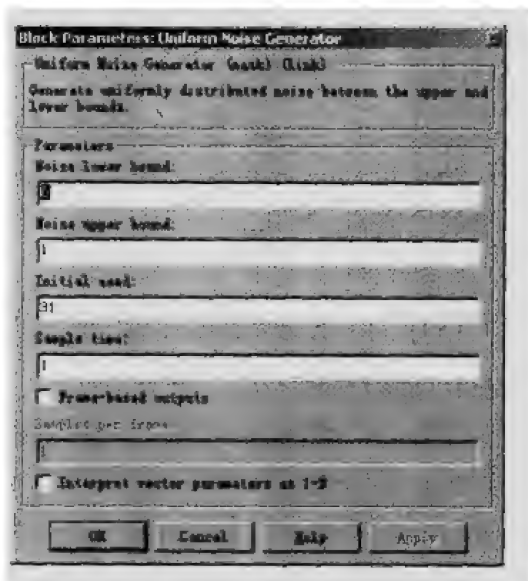 Block Parameters: Uniform Noise Generator
Uniform Noise Generator (mask) (link)
Generate uniformly distributed noise between the upper and
lower bounds.
Parameters
Noise lower bound:
0
Noise upper bound:
1
Initial seed:
31
Sample time:
1
Frame-based outputs
Samples per frame
1
Interpret vector parameters as 1-D
OK
Cancel
Help
Apply